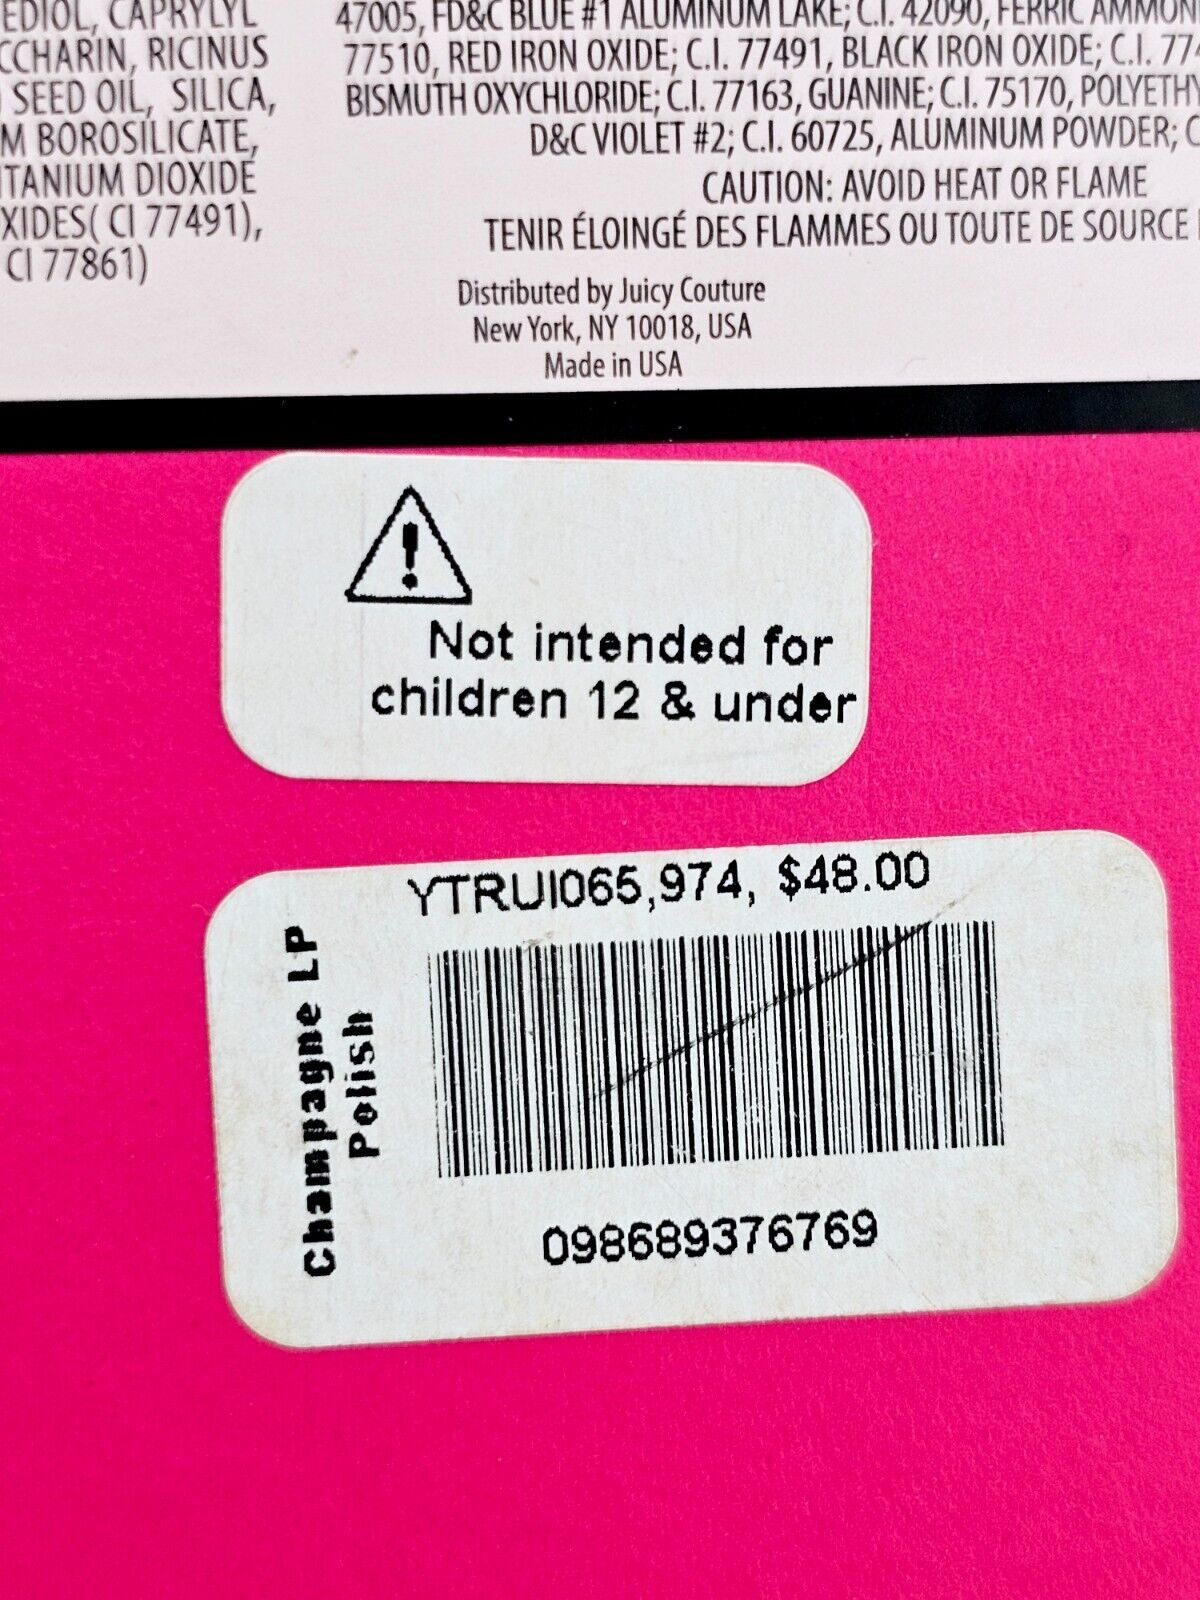 EDIOL, CAPRYLYL
CCHARIN, RICINUS
SEED OIL, SILICA,
M BOROSILICATE,
ITANIUM DIOXIDE
XIDES( CI 77491),
CI 77861)
47005, FD&C BLUE #1 ALUMINUM LAKE; C.I. 42090, FERRIC AMMON
77510, RED IRON OXIDE; C.I. 77491, BLACK IRON OXIDE; C.I. 774
BISMUTH OXYCHLORIDE; C.I. 77163, GUANINE; C.I. 75170, POLYETHY
D&C VIOLET #2; C.I. 60725, ALUMINUM POWDER; C
CAUTION: AVOID HEAT OR FLAME
TENIR ÉLOINGÉ DES FLAMMES OU TOUTE DE SOURCE
Distributed by Juicy Couture
New York, NY 10018, USA
Made in USA
Not intended for
children 12 & under
YTRUI065,974, $48.00
Champagne LP
Polish
098689376769